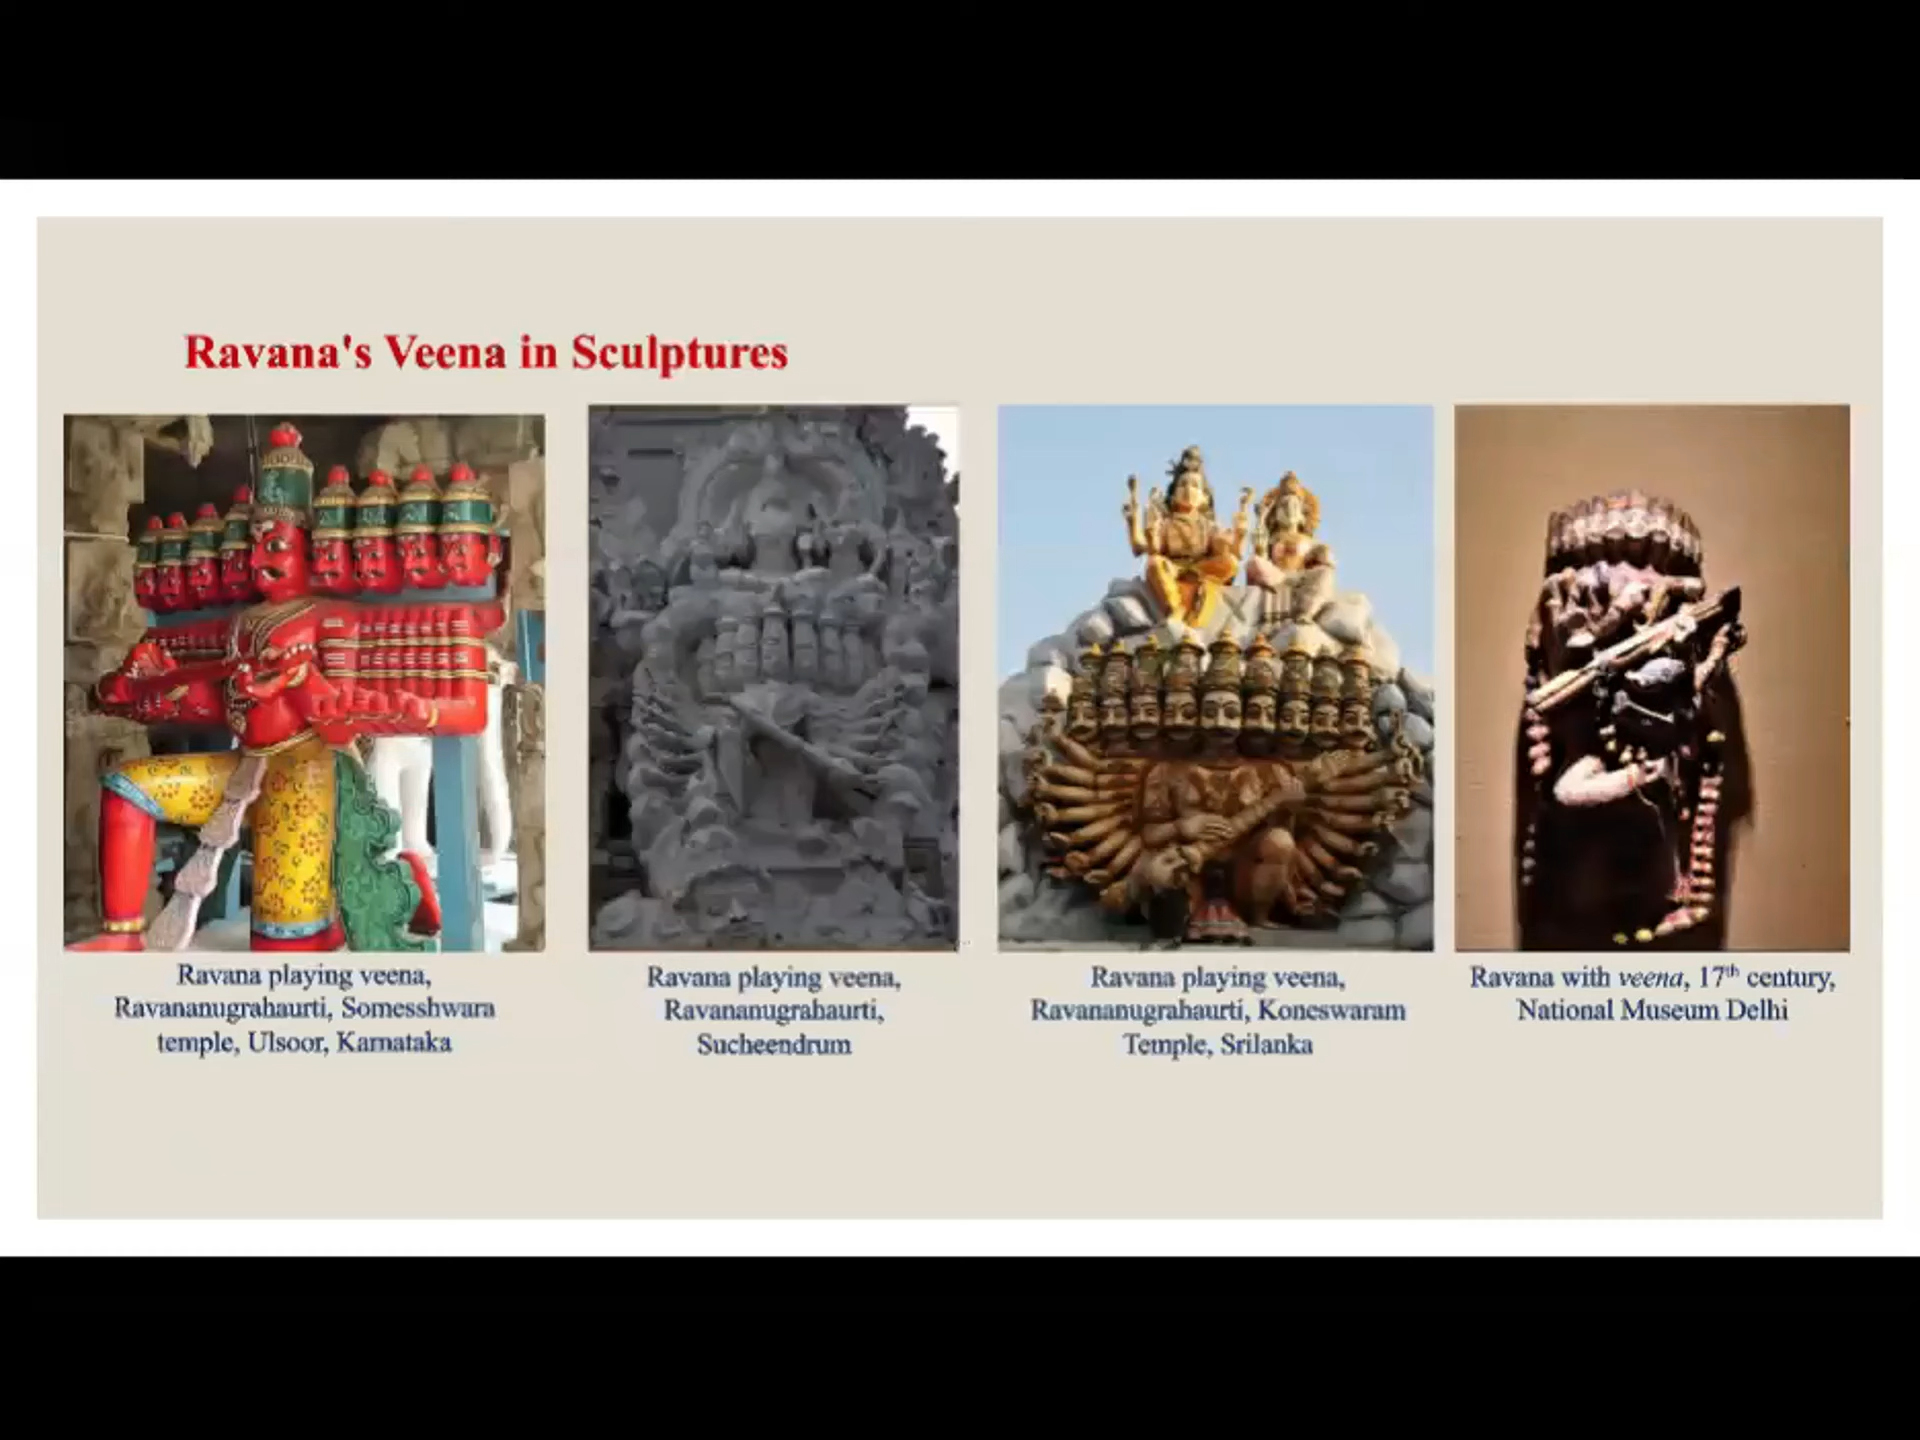 Ravana's Veena in Sculptures
Ravana playing veena,
Ravananugrahaurti, Somesshwara
temple, Ulsoor, Karnataka
Ravana playing veena,
Ravananugrahaurti,
Sucheendrum
Ravana playing veena,
Ravananugrahaurti, Koneswaram
Temple, Srilanka
Ravana with veena, 17th century,
National Museum Delhi